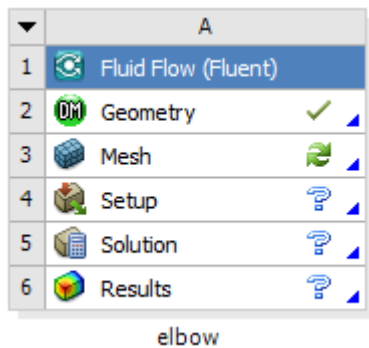 A
1 Fluid Flow (Fluent)
2 DM Geometry
3 Mesh
4 Setup ?
5 Solution ?
6 Results ?
elbow